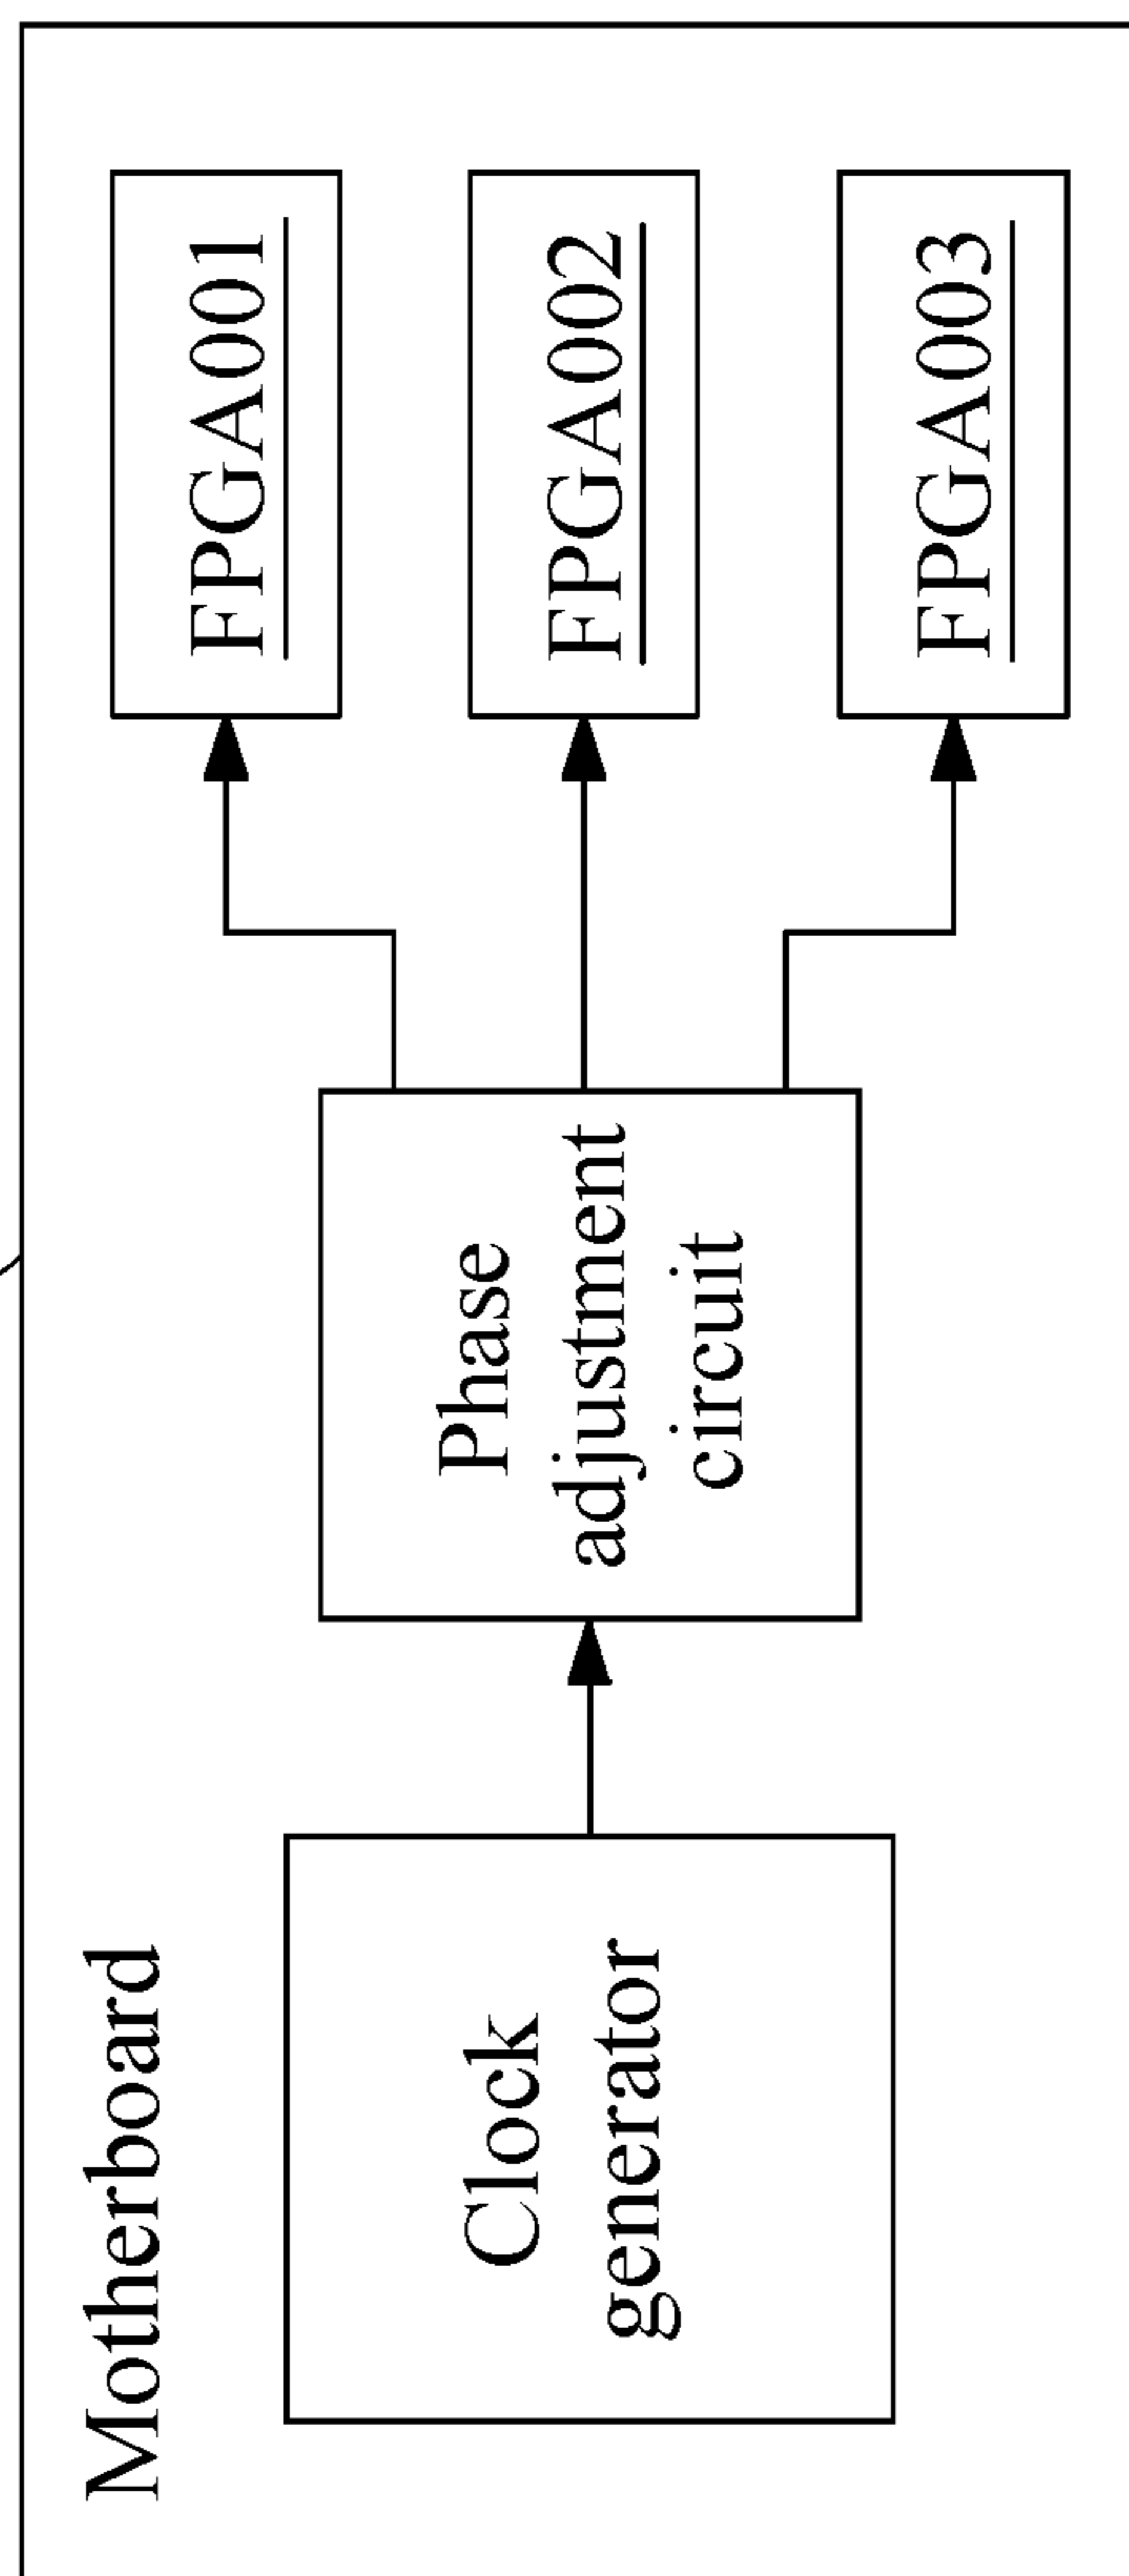 Motherboard
Clock
generator
Phase
adjustment
circuit
FPGA001
FPGA002
FPGA003